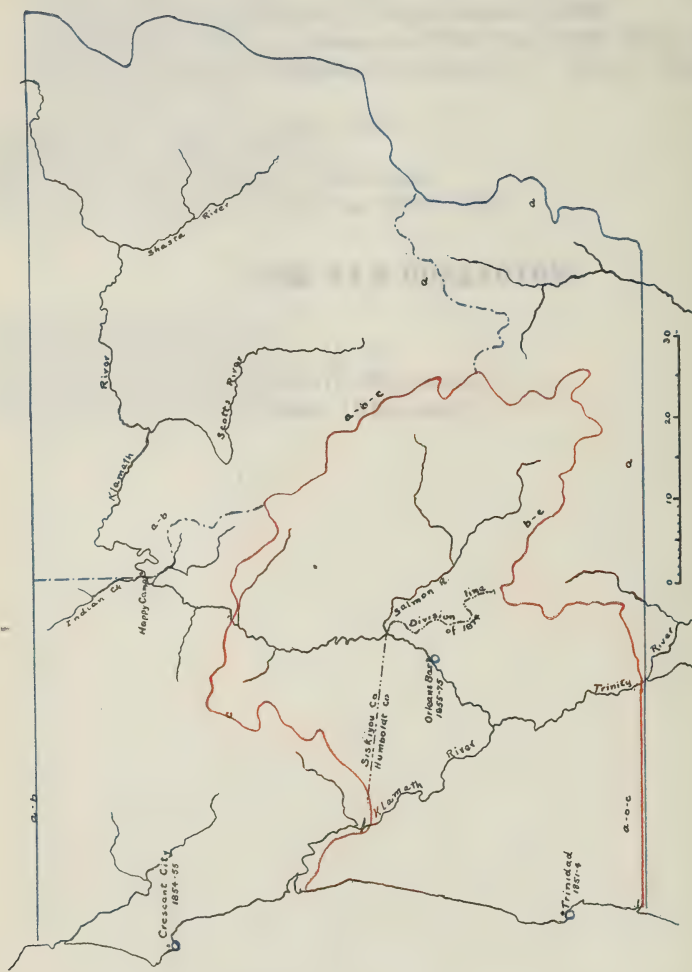 Shasta River
Klamath River
Scotts River
Indian Ck
Happy Camp
a-b
a-b
a-b-c
a
a
a
b-c
c
Salmon R.
Division line
of 1874
Siskiyou Co
Humboldt Co
Orleans Bar
1855-75
Klamath River
Trinity River
Crescent City
1854-55
Trinidad
1851-4
a-b-c
0
10
20
30